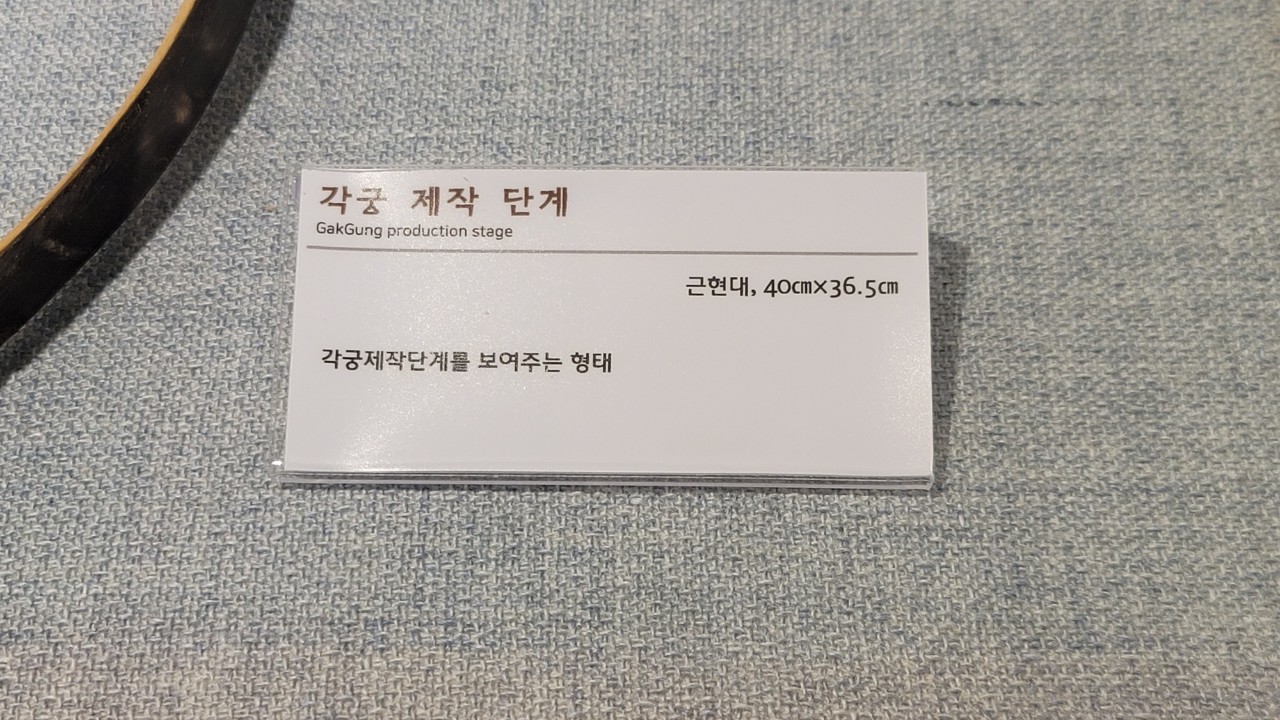 각궁 제작 단계
GakGung production stage
근현대, 40㎝×36.5㎝
각궁제작단계를 보여주는 형태